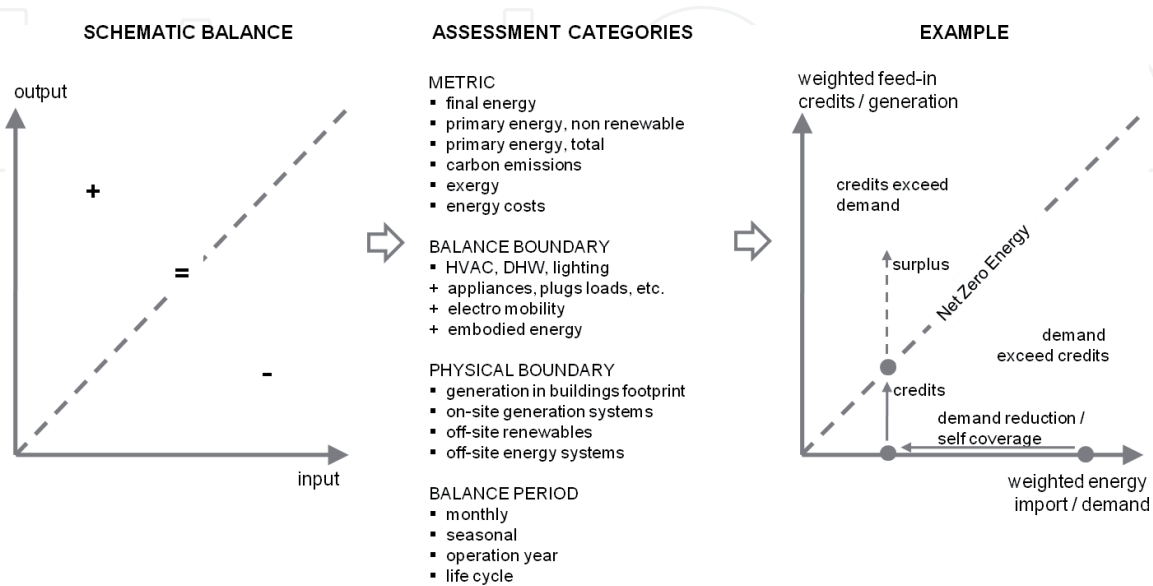 SCHEMATIC BALANCE
output
+
=
-
input
ASSESSMENT CATEGORIES
METRIC
▪ final energy
▪ primary energy, non renewable
▪ primary energy, total
▪ carbon emissions
▪ exergy
▪ energy costs
BALANCE BOUNDARY
▪ HVAC, DHW, lighting
+ appliances, plugs loads, etc.
+ electro mobility
+ embodied energy
PHYSICAL BOUNDARY
▪ generation in buildings footprint
▪ on-site generation systems
▪ off-site renewables
▪ off-site energy systems
BALANCE PERIOD
▪ monthly
▪ seasonal
▪ operation year
▪ life cycle
EXAMPLE
weighted feed-in
credits / generation
credits exceed
demand
surplus
Net Zero Energy
demand
exceed credits
credits
demand reduction /
self coverage
weighted energy
import / demand